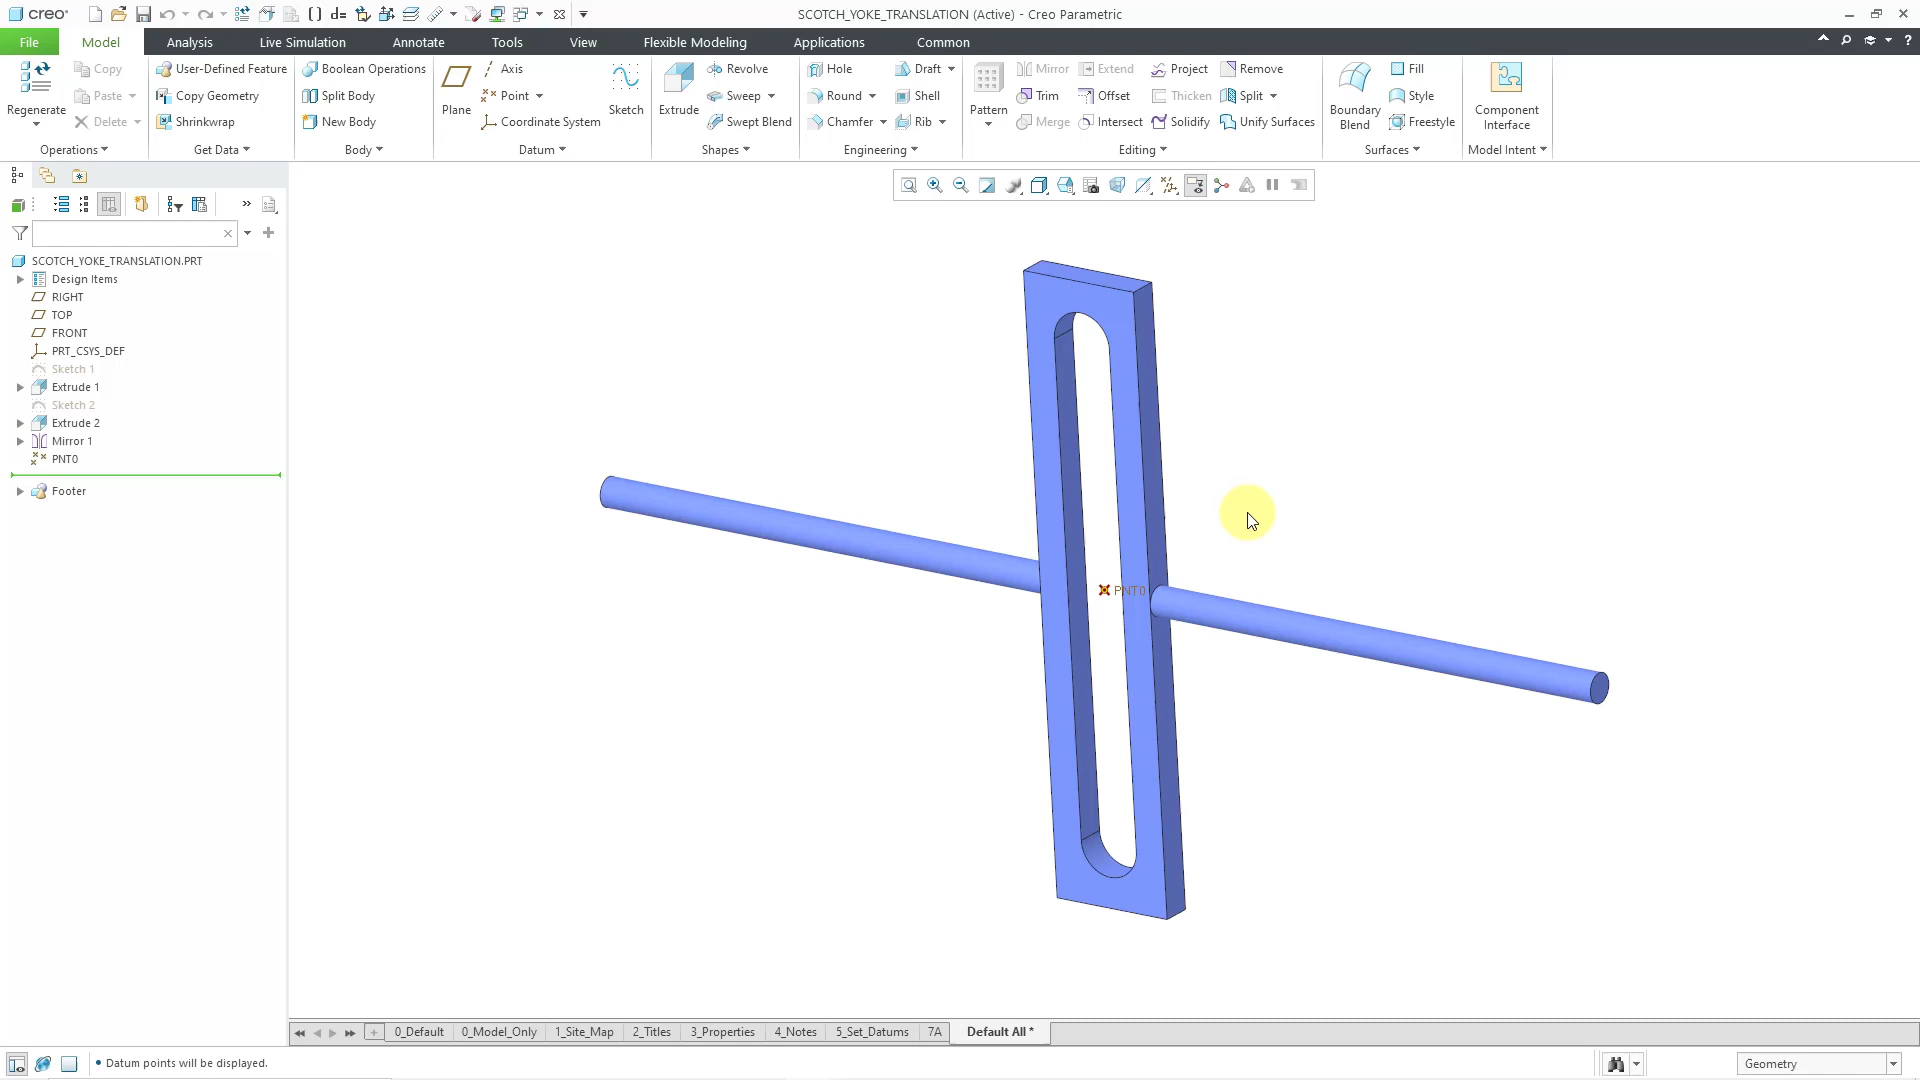 creo
SCOTCH_YOKE_TRANSLATION (Active) - Creo Parametric
File Model Analysis Live Simulation Annotate Tools View Flexible Modeling Applications Common
Regenerate
Copy
Paste
Delete
Operations
User-Defined Feature
Copy Geometry
Shrinkwrap
Get Data
Boolean Operations
Split Body
New Body
Body
Plane
Axis
Point
Coordinate System
Sketch
Datum
Extrude
Revolve
Sweep
Swept Blend
Shapes
Hole
Round
Chamfer
Draft
Shell
Rib
Engineering
Pattern
Mirror
Trim
Merge
Extend
Offset
Intersect
Project
Thicken
Solidify
Remove
Split
Unify Surfaces
Editing
Boundary
Blend
Fill
Style
Freestyle
Surfaces
Component
Interface
Model Intent
SCOTCH_YOKE_TRANSLATION.PRT
Design Items
RIGHT
TOP
FRONT
PRT_CSYS_DEF
Sketch 1
Extrude 1
Sketch 2
Extrude 2
Mirror 1
PNT0
Footer
PNT0
0_Default 0_Model_Only 1_Site_Map 2_Titles 3_Properties 4_Notes 5_Set_Datums 7A Default All *
• Datum points will be displayed.
Geometry